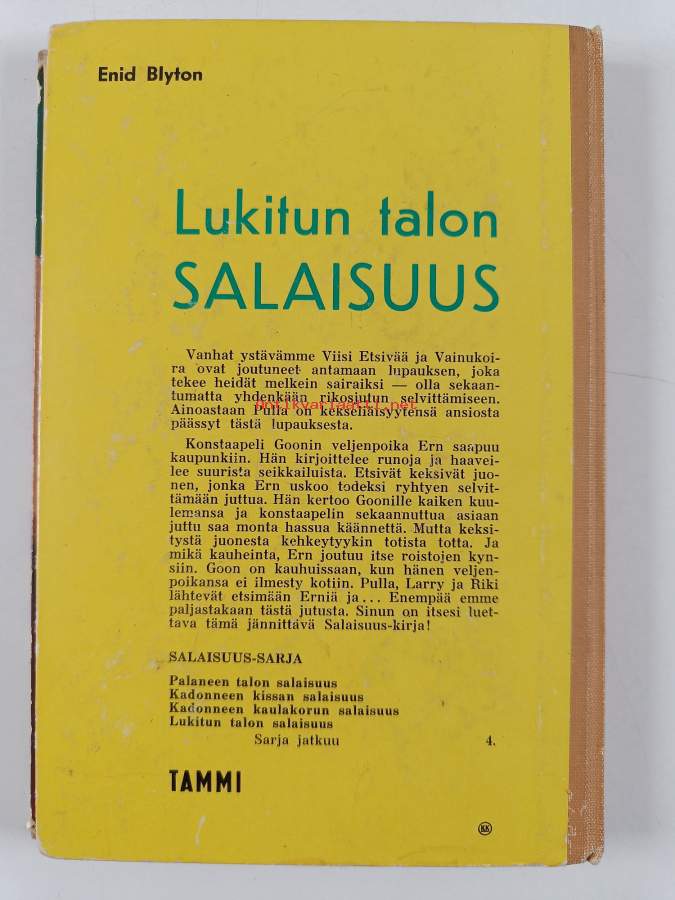 Enid Blyton
Lukitun talon
SALAISUUS
Vanhat ystävämme Viisi Etsivää ja Vainukoi-
ra ovat joutuneet antamaan lupauksen, joka
tekee heidät melkein sairaiksi — olla sekaan-
tumatta yhdenkään rikosjutun selvittämiseen.
Antikvariaatti.net
Ainoastaan Pulla on kekseliäisyytensä ansiosta
päässyt tästä lupauksesta.
Konstaapeli Goonin veljenpoika Ern saapuu
kaupunkiin. Hän kirjoittelee runoja ja haavei-
lee suurista seikkailuista. Etsivät keksivät juo-
nen, jonka Ern uskoo todeksi ryhtyen selvit-
tämään juttua. Hän kertoo Goonille kaiken kuu-
lemansa ja konstaapelin sekaannuttua asiaan
juttu saa monta hassua käännettä. Mutta keksi-
tystä juonesta kehkeytyykin totista totta. Ja
mikä kauheinta, Ern joutuu itse roistojen kyn-
siin. Goon on kauhuissaan, kun hänen veljen-
poikansa ei ilmesty kotiin. Pulla, Larry ja Riki
lähtevät etsimään Erniä ja... Enempää emme
paljastakaan tästä jutusta. Sinun on itsesi luet-
tava tämä jännittävä Salaisuus-kirja!
SALAISUUS-SARJA
Palaneen talon salaisuus
Kadonneen kissan salaisuus
Kadonneen kaulakorun salaisuus
Lukitun talon salaisuus
Sarja jatkuu 4.
TAMMI
KK